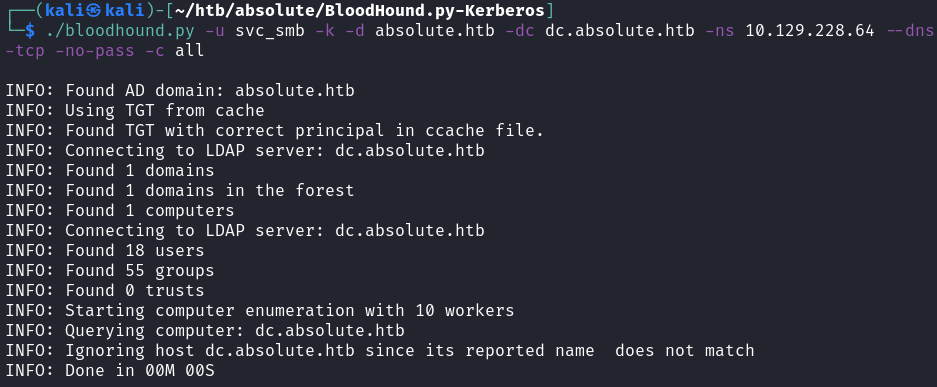 ┌──(kali㉿kali)-[~/htb/absolute/BloodHound.py-Kerberos]
└─$ ./bloodhound.py -u svc_smb -k -d absolute.htb -dc dc.absolute.htb -ns 10.129.228.64 --dns
-tcp -no-pass -c all
INFO: Found AD domain: absolute.htb
INFO: Using TGT from cache
INFO: Found TGT with correct principal in ccache file.
INFO: Connecting to LDAP server: dc.absolute.htb
INFO: Found 1 domains
INFO: Found 1 domains in the forest
INFO: Found 1 computers
INFO: Connecting to LDAP server: dc.absolute.htb
INFO: Found 18 users
INFO: Found 55 groups
INFO: Found 0 trusts
INFO: Starting computer enumeration with 10 workers
INFO: Querying computer: dc.absolute.htb
INFO: Ignoring host dc.absolute.htb since its reported name  does not match
INFO: Done in 00M 00S